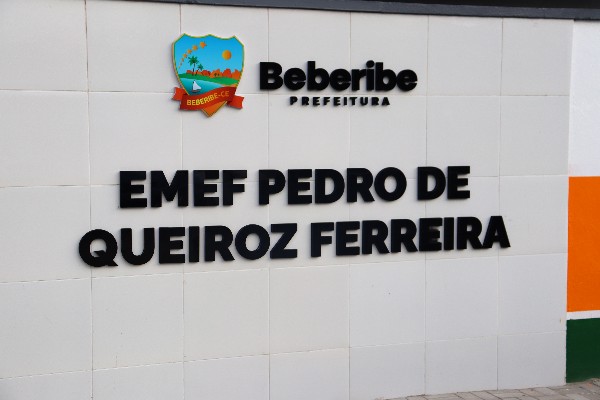 BEBERIBE-CE
Beberibe
PREFEITURA
EMEF PEDRO DE
QUEIROZ FERREIRA